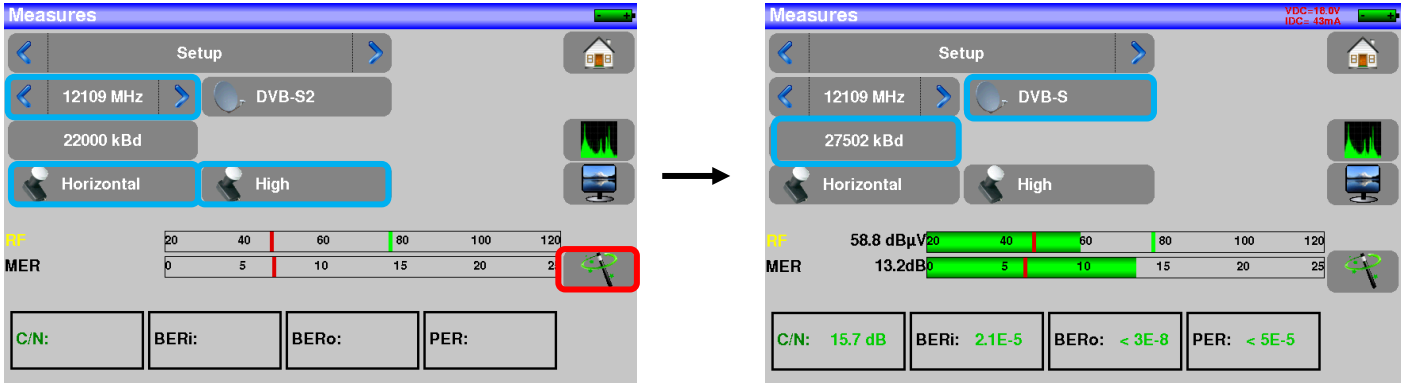 Measures
Setup
12109 MHz
DVB-S2
22000 kBd
Horizontal
High
RF
20 40 60 80 100 120
MER
0 5 10 15 20 25
C/N:
BERi:
BERo:
PER:
Measures
VDC=18.0V
IDC= 43mA
Setup
12109 MHz
DVB-S
27502 kBd
Horizontal
High
RF 58.8 dBµV
20 40 60 80 100 120
MER 13.2dB
0 5 10 15 20 25
C/N: 15.7 dB
BERi: 2.1E-5
BERo: < 3E-8
PER: < 5E-5